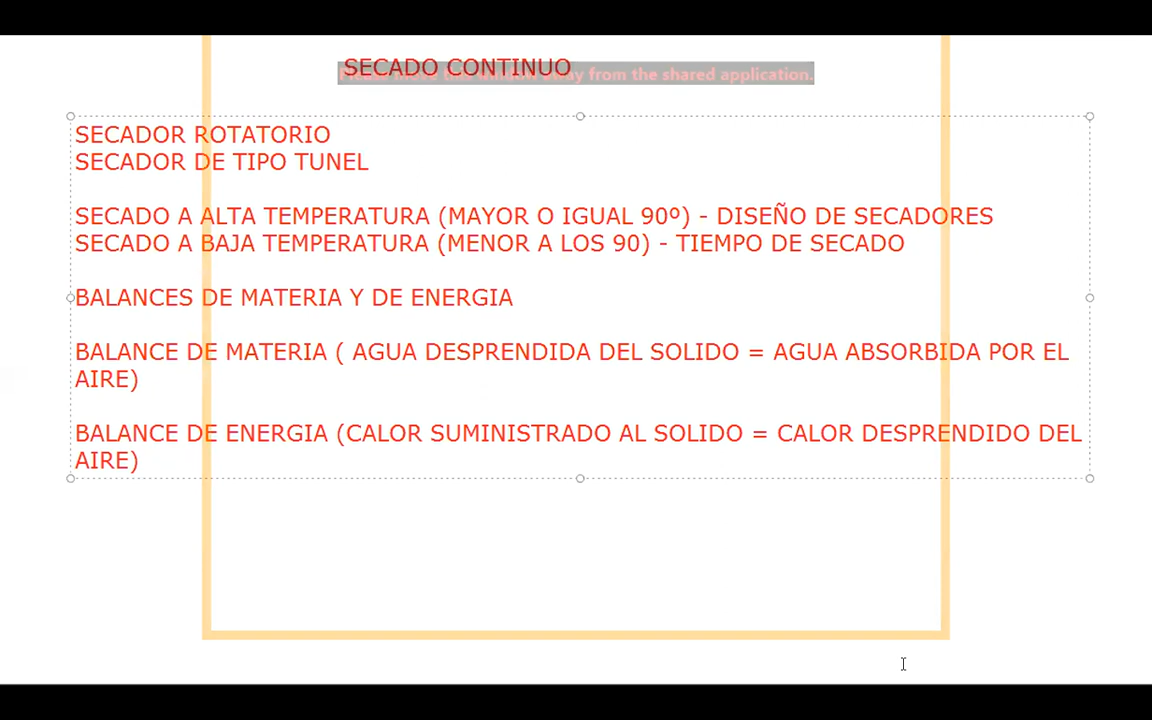 SECADO CONTINUO
away from the shared application.
SECADOR ROTATORIO
SECADOR DE TIPO TUNEL
SECADO A ALTA TEMPERATURA (MAYOR O IGUAL 90º) - DISEÑO DE SECADORES
SECADO A BAJA TEMPERATURA (MENOR A LOS 90) - TIEMPO DE SECADO
BALANCES DE MATERIA Y DE ENERGIA
BALANCE DE MATERIA ( AGUA DESPRENDIDA DEL SOLIDO = AGUA ABSORBIDA POR EL
AIRE)
BALANCE DE ENERGIA (CALOR SUMINISTRADO AL SOLIDO = CALOR DESPRENDIDO DEL
AIRE)